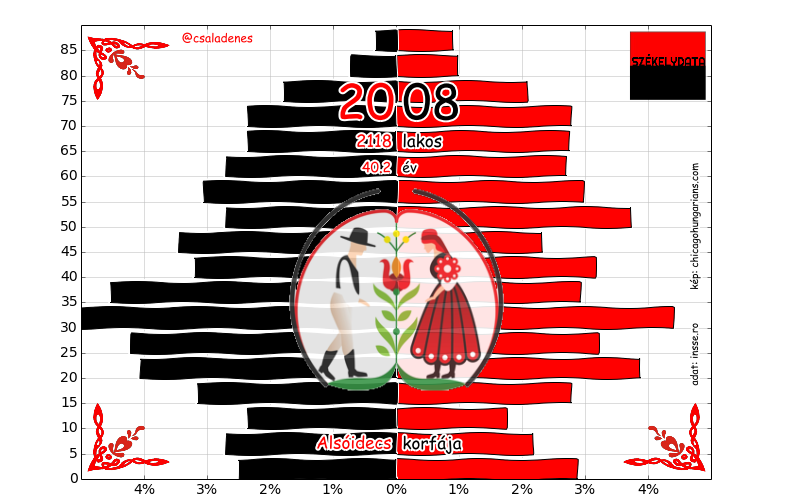 @csaladenes
SZÉKELYDATA
2008
2118 lakos
40.2 év
kép: chicagohungarians.com
adat: insse.ro
Alsóidecs korfája
85
80
75
70
65
60
55
50
45
40
35
30
25
20
15
10
5
0
4% 3% 2% 1% 0% 1% 2% 3% 4%